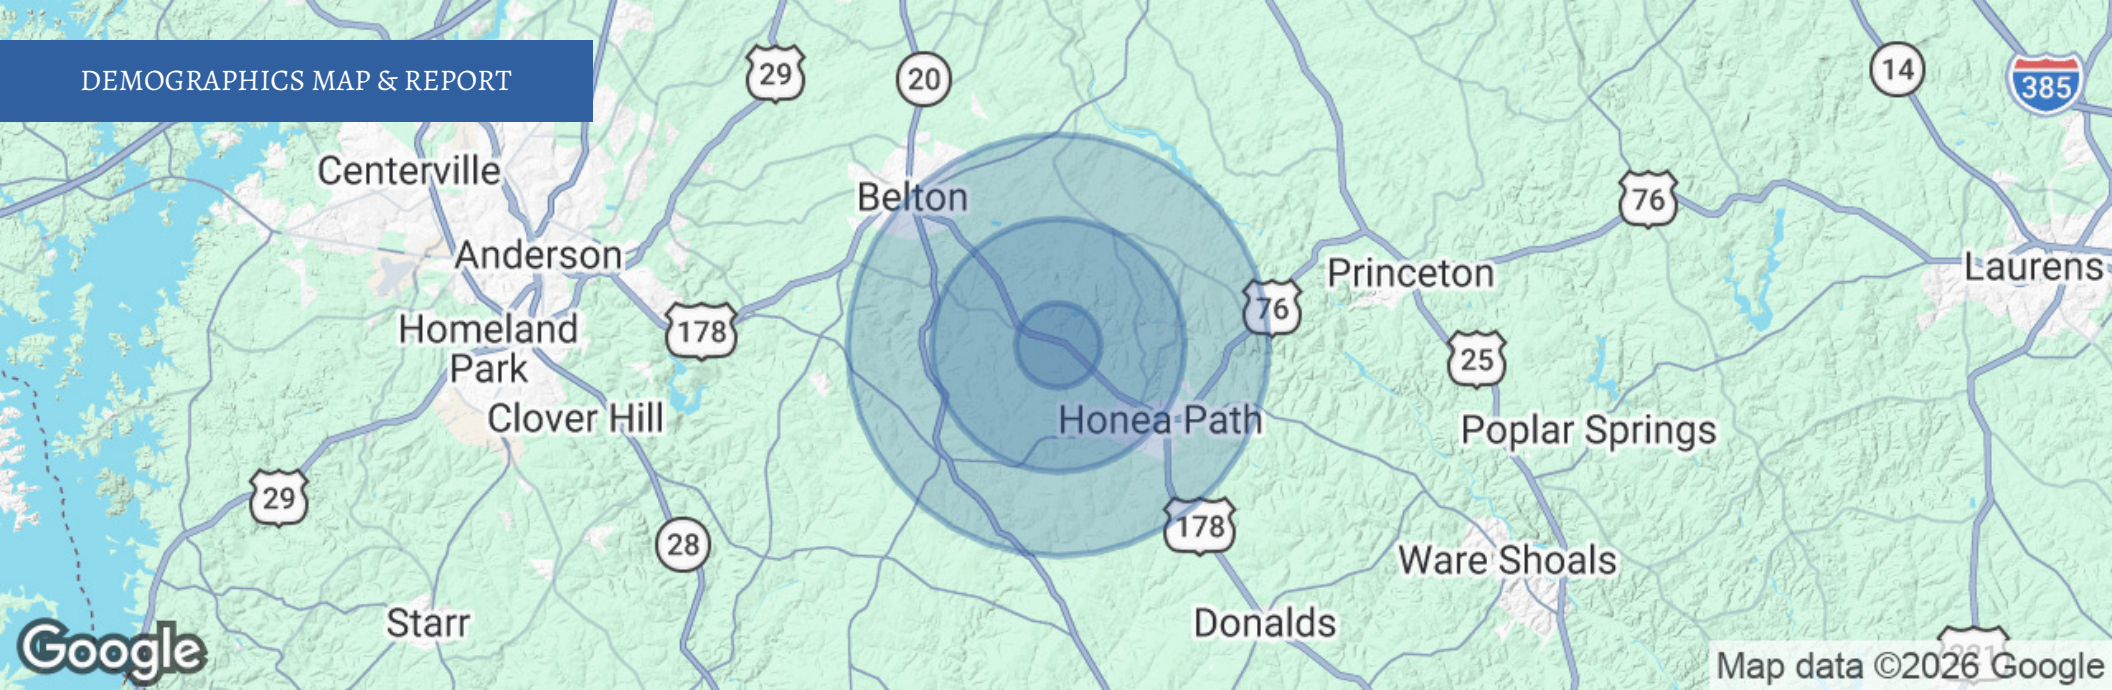 29
20
14
385
DEMOGRAPHICS MAP & REPORT
Centerville
Belton
76
Anderson
Princeton
Laurens
76
178
Homeland
Park
25
Clover Hill
Honea Path
Poplar Springs
29
178
28
Ware Shoals
Starr
Donalds
Google
Map data ©2026 Google